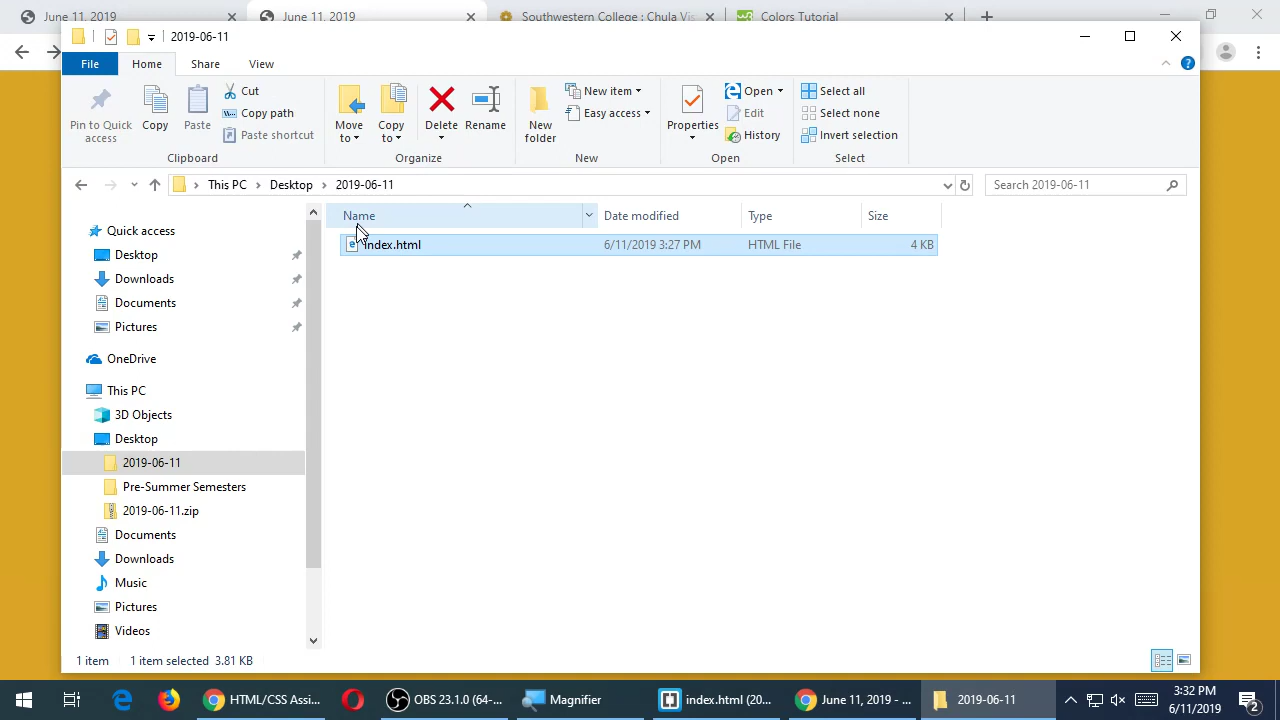 June 11, 2019
June 11, 2019
Southwestern College : Chula Vis
Colors Tutorial
2019-06-11
File
Home
Share
View
Pin to Quick access
Copy
Paste
Cut
Copy path
Paste shortcut
Clipboard
Move to
Copy to
Delete
Rename
Organize
New folder
New item
Easy access
New
Properties
Open
Edit
History
Open
Select all
Select none
Invert selection
Select
This PC
Desktop
2019-06-11
Search 2019-06-11
Name
Date modified
Type
Size
index.html
6/11/2019 3:27 PM
HTML File
4 KB
Quick access
Desktop
Downloads
Documents
Pictures
OneDrive
This PC
3D Objects
Desktop
2019-06-11
Pre-Summer Semesters
2019-06-11.zip
Documents
Downloads
Music
Pictures
Videos
1 item
1 item selected 3.81 KB
HTML/CSS Assi...
OBS 23.1.0 (64-...
Magnifier
index.html (20...
June 11, 2019 - ...
2019-06-11
3:32 PM
6/11/2019
2